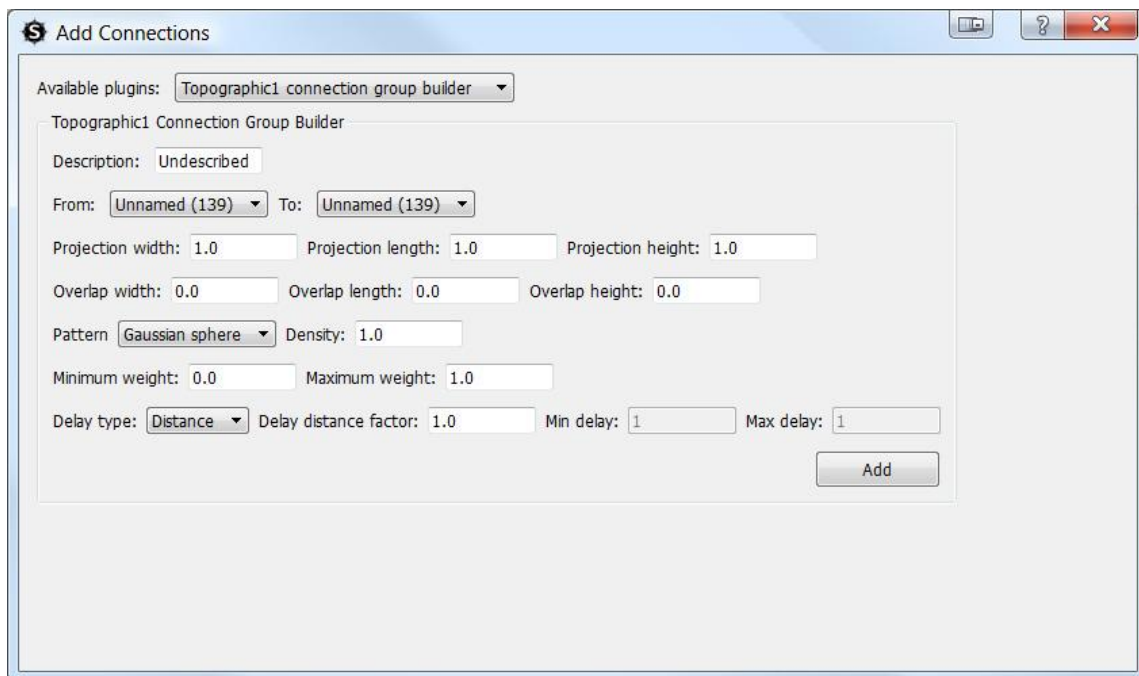 Add Connections
Available plugins: Topographic1 connection group builder
Topographic1 Connection Group Builder
Description: Undescribed
From: Unnamed (139) To: Unnamed (139)
Projection width: 1.0 Projection length: 1.0 Projection height: 1.0
Overlap width: 0.0 Overlap length: 0.0 Overlap height: 0.0
Pattern Gaussian sphere Density: 1.0
Minimum weight: 0.0 Maximum weight: 1.0
Delay type: Distance Delay distance factor: 1.0 Min delay: 1 Max delay: 1
Add